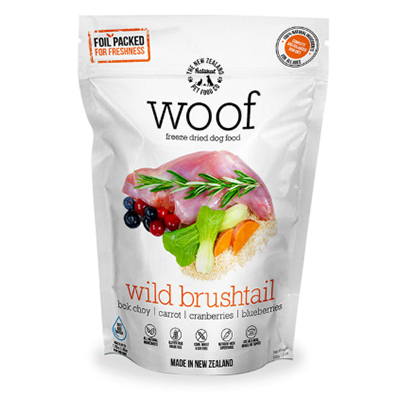 FOIL PACKED
FOR FRESHNESS
THE NEW ZEALAND
Natural
PET FOOD CO
woof
freeze dried dog food
wild brushtail
bok choy | carrot | cranberries | blueberries
MADE IN NEW ZEALAND